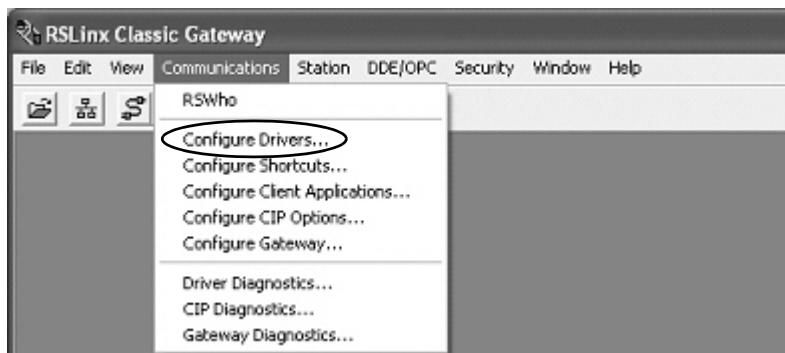 RSLinx Classic Gateway
File Edit View Communications Station DDE/OPC Security Window Help
RSWho
Configure Drivers...
Configure Shortcuts...
Configure Client Applications...
Configure CIP Options...
Configure Gateway...
Driver Diagnostics...
CIP Diagnostics...
Gateway Diagnostics...